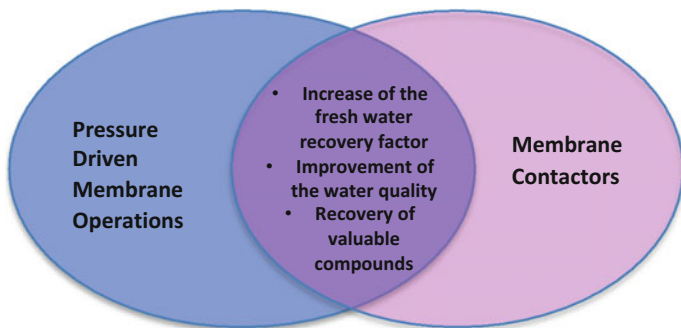 Pressure
Driven
Membrane
Operations
• Increase of the
fresh water
recovery factor
• Improvement of
the water quality
• Recovery of
valuable
compounds
Membrane
Contactors